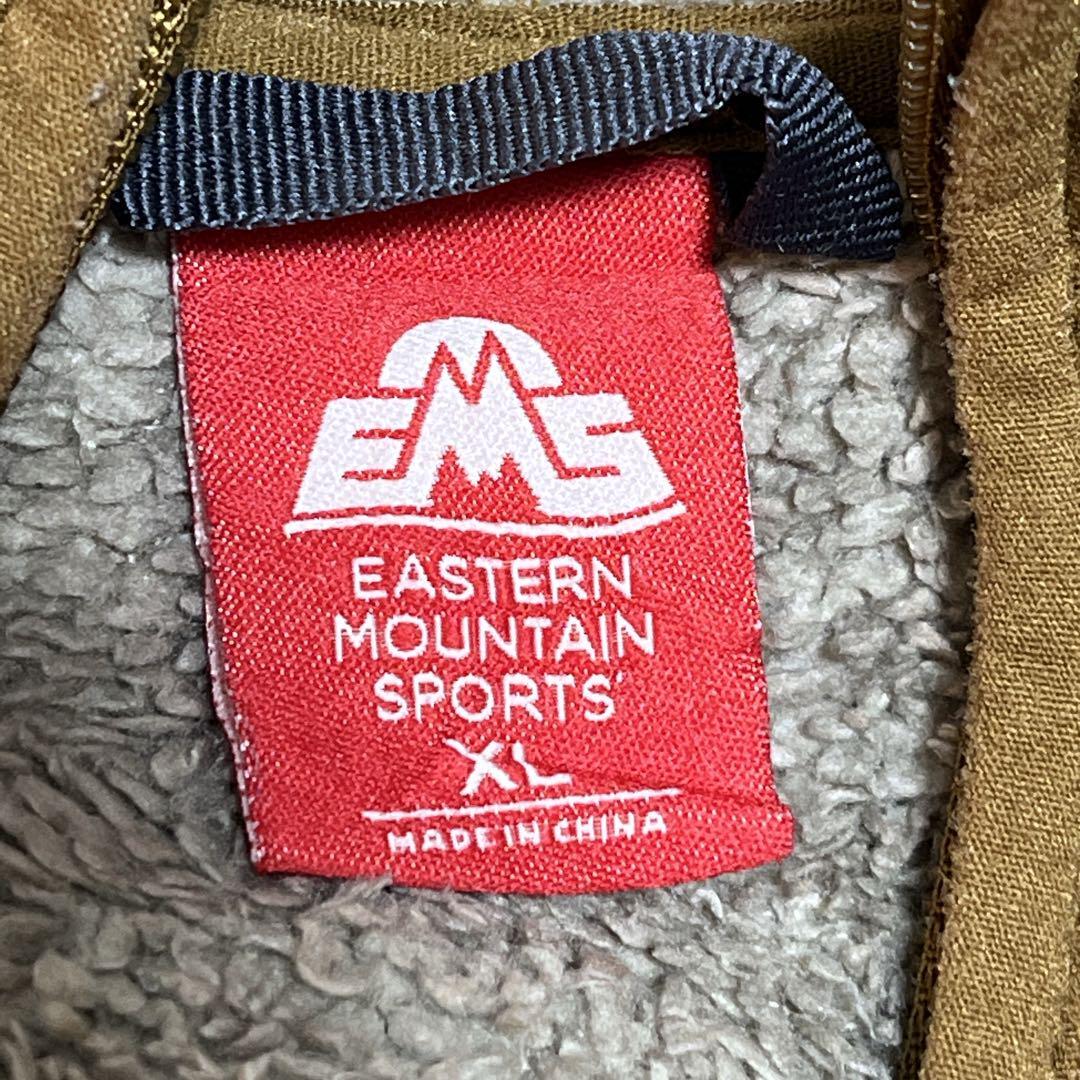 EMS
EASTERN
MOUNTAIN
SPORTS
XL
MADE IN CHINA